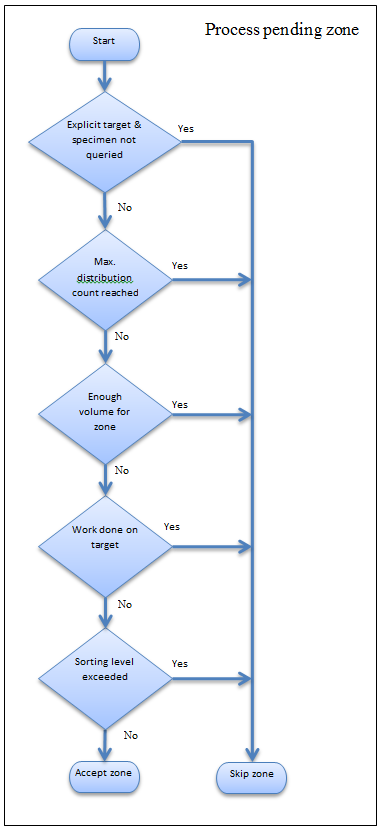 Process pending zone
Start
Explicit target &
specimen not
queried
Yes
No
Max.
distribution
count reached
Yes
No
Enough
volume for
zone
Yes
No
Work done on
target
Yes
No
Sorting level
exceeded
Yes
No
Accept zone
Skip zone